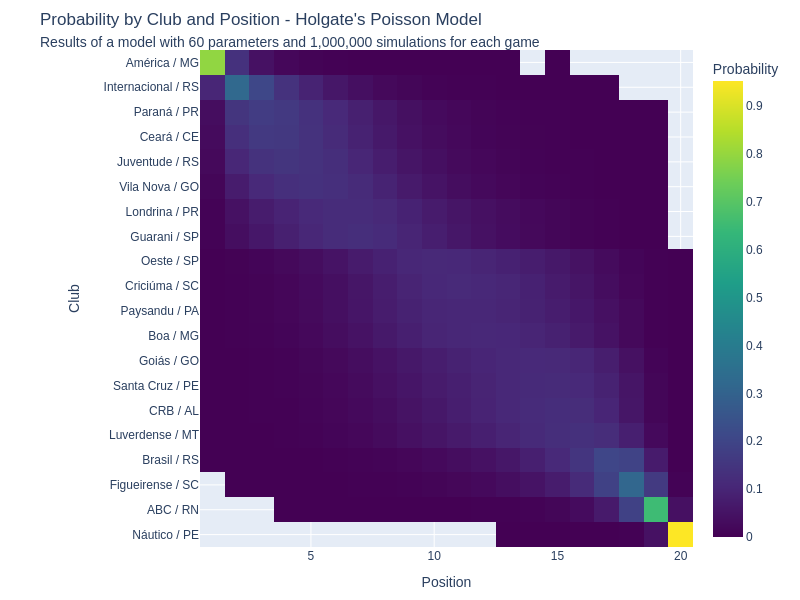 Probability by Club and Position - Holgate's Poisson Model
Results of a model with 60 parameters and 1,000,000 simulations for each game
Probability
Club
América / MG
Internacional / RS
Paraná / PR
Ceará / CE
Juventude / RS
Vila Nova / GO
Londrina / PR
Guarani / SP
Oeste / SP
Criciúma / SC
Paysandu / PA
Boa / MG
Goiás / GO
Santa Cruz / PE
CRB / AL
Luverdense / MT
Brasil / RS
Figueirense / SC
ABC / RN
Náutico / PE
0.9
0.8
0.7
0.6
0.5
0.4
0.3
0.2
0.1
0
5 10 15 20
Position